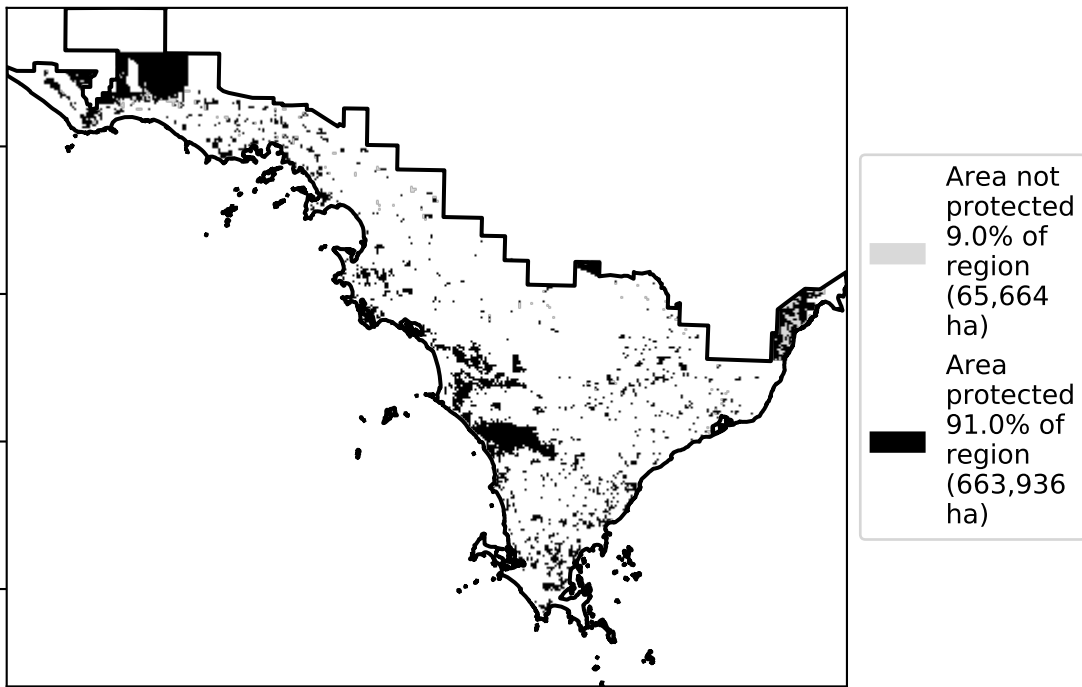 Area not
protected
9.0% of
region
(65,664
ha)
Area
protected
91.0% of
region
(663,936
ha)